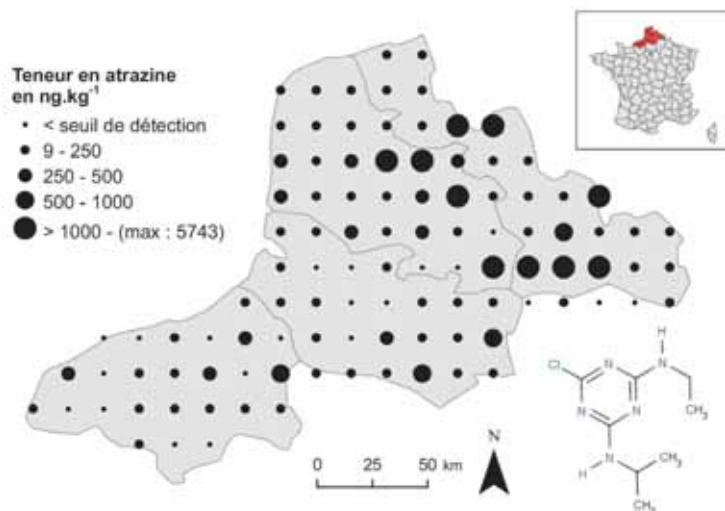 Teneur en atrazine
en ng.kg⁻¹
< seuil de détection
9 - 250
250 - 500
500 - 1000
> 1000 - (max : 5743)
N
0 25 50 km
H
Cl N N
CH₃
N N
N
H CH₃
CH₃